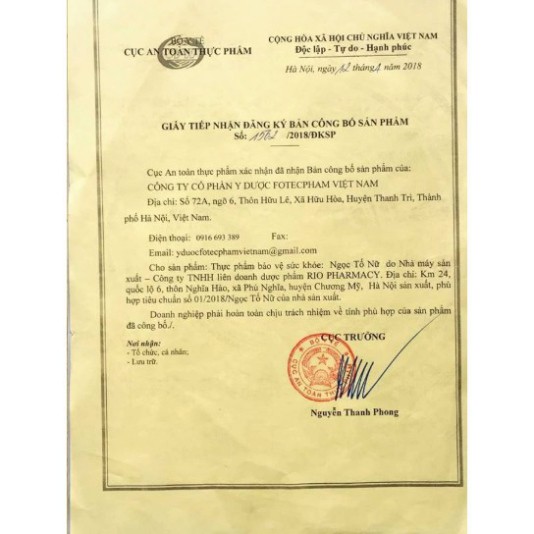 BỘ Y TẾ
CỤC AN TOÀN THỰC PHẨM
CỘNG HÒA XÃ HỘI CHỦ NGHĨA VIỆT NAM
Độc lập - Tự do - Hạnh phúc
Hà Nội, ngày 12 tháng 4 năm 2018
GIẤY TIẾP NHẬN ĐĂNG KÝ BẢN CÔNG BỐ SẢN PHẨM
Số: /2018/ĐKSP
Cục An toàn thực phẩm xác nhận đã nhận Bản công bố sản phẩm của:
CÔNG TY CỔ PHẦN Y DƯỢC FOTECPHAM VIỆT NAM
Địa chỉ: Số 72A, ngõ 6, Thôn Hữu Lê, Xã Hữu Hòa, Huyện Thanh Trì, Thành
phố Hà Nội, Việt Nam.
Điện thoại: 0916 693 389 Fax:
Email: yduocfotecphamvietnam@gmail.com
Cho sản phẩm: Thực phẩm bảo vệ sức khỏe: Ngọc Tố Nữ do Nhà máy sản
xuất – Công ty TNHH liên doanh dược phẩm RIO PHARMACY. Địa chỉ: Km 24,
quốc lộ 6, thôn Nghĩa Hảo, xã Phú Nghĩa, huyện Chương Mỹ, Hà Nội sản xuất, phù
hợp tiêu chuẩn số 01/2018/Ngọc Tố Nữ của nhà sản xuất.
Doanh nghiệp phải hoàn toàn chịu trách nhiệm về tính phù hợp của sản phẩm
đã công bố./.
Nơi nhận:
- Tổ chức, cá nhân;
- Lưu trữ.
CỤC TRƯỞNG
BỘ Y TẾ
CỤC AN TOÀN THỰC PHẨM
Nguyễn Thanh Phong